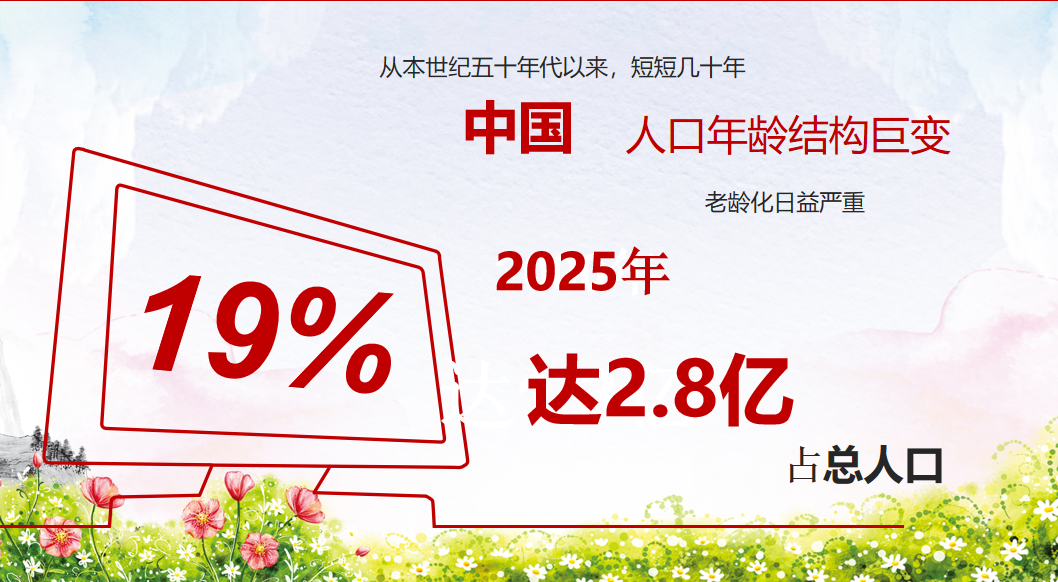 从本世纪五十年代以来，短短几十年
中国 人口年龄结构巨变
老龄化日益严重
2025年
19%
达2.8亿
占总人口